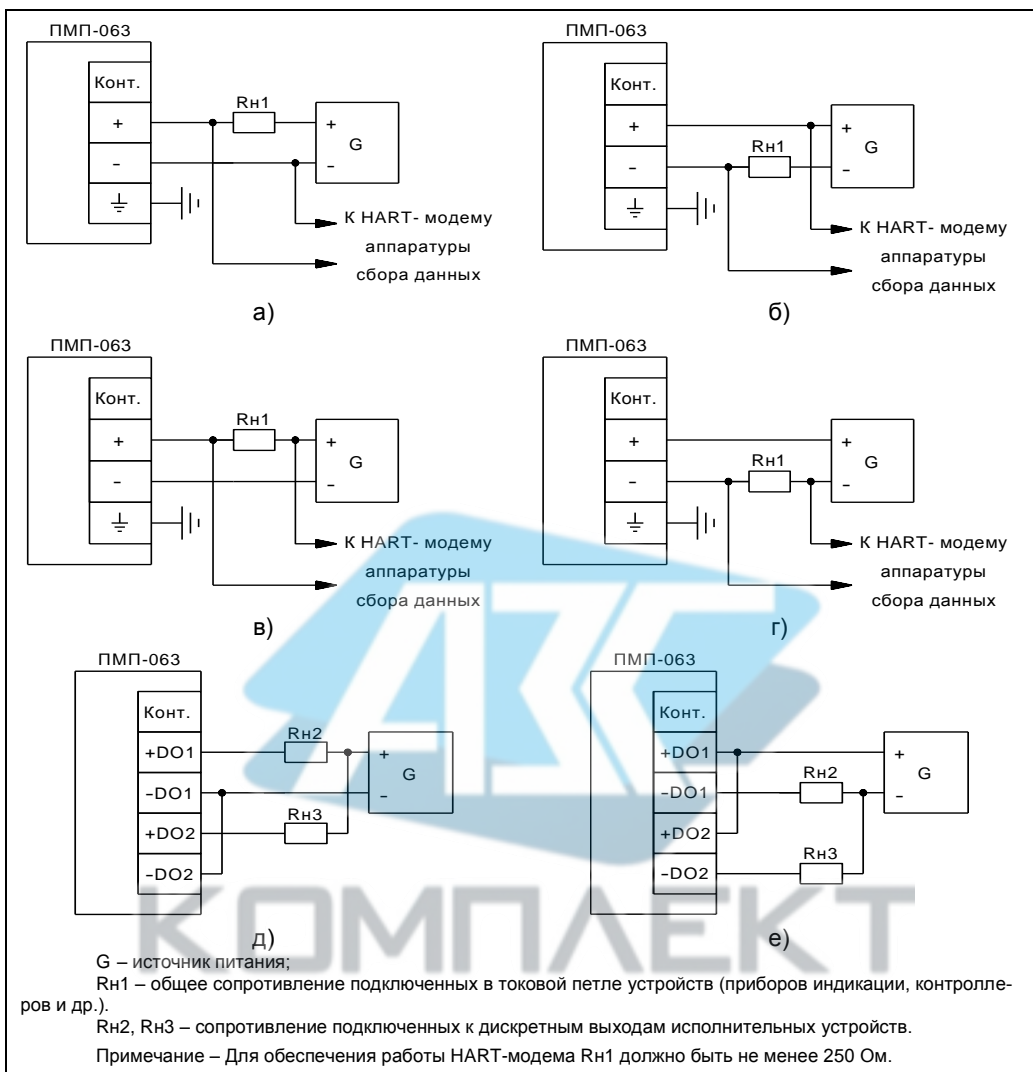 ПМП-063
ПМП-063
Конт.
+
-
Rн1
+
G
-
К HART- модему
аппаратуры
сбора данных
а)
Конт.
+
-
Rн1
+
G
-
К HART- модему
аппаратуры
сбора данных
б)
ПМП-063
ПМП-063
Конт.
+
-
Rн1
+
G
-
К HART- модему
аппаратуры
сбора данных
в)
Конт.
+
-
Rн1
+
G
-
К HART- модему
аппаратуры
сбора данных
г)
ПМП-063
ПМП-063
Конт.
+DO1
-DO1
+DO2
-DO2
Rн2
Rн3
+
G
-
д)
Конт.
+DO1
-DO1
+DO2
-DO2
Rн2
Rн3
+
G
-
е)
АЗС
КОМПЛЕКТ
G – источник питания;
Rн1 – общее сопротивление подключенных в токовой петле устройств (приборов индикации, контролле-
ров и др.).
Rн2, Rн3 – сопротивление подключенных к дискретным выходам исполнительных устройств.
Примечание – Для обеспечения работы HART-модема Rн1 должно быть не менее 250 Ом.